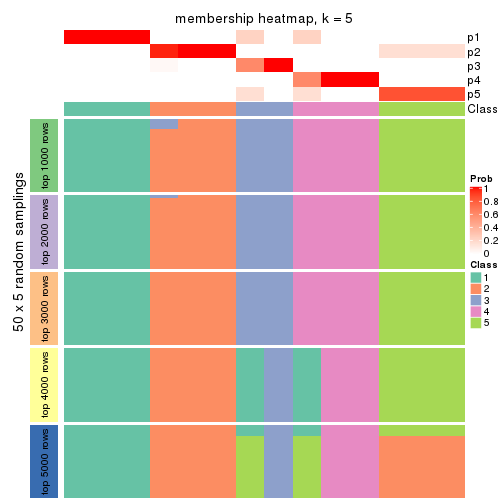 membership heatmap, k = 5
p1
p2
p3
p4
p5
Class
50 x 5 random samplings
top 1000 rows
top 2000 rows
top 3000 rows
top 4000 rows
top 5000 rows
Prob
1
0.8
0.6
0.4
0.2
0
Class
1
2
3
4
5